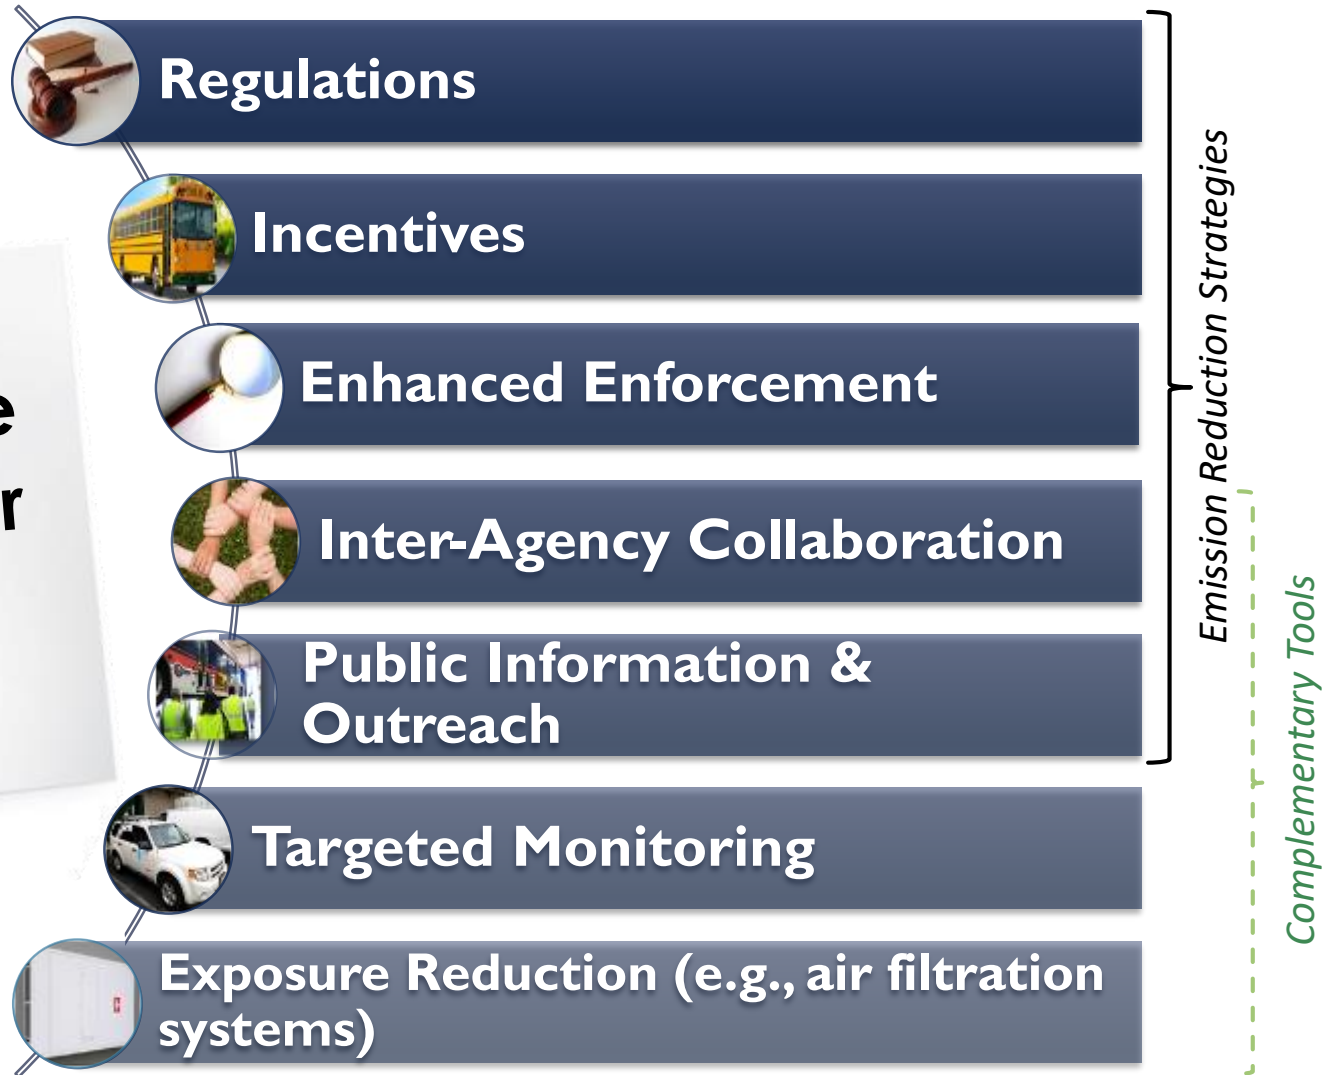 Regulations
Incentives
Enhanced Enforcement
Inter-Agency Collaboration
Public Information &
Outreach
Targeted Monitoring
Exposure Reduction (e.g., air filtration
systems)
Emission Reduction Strategies
Complementary Tools